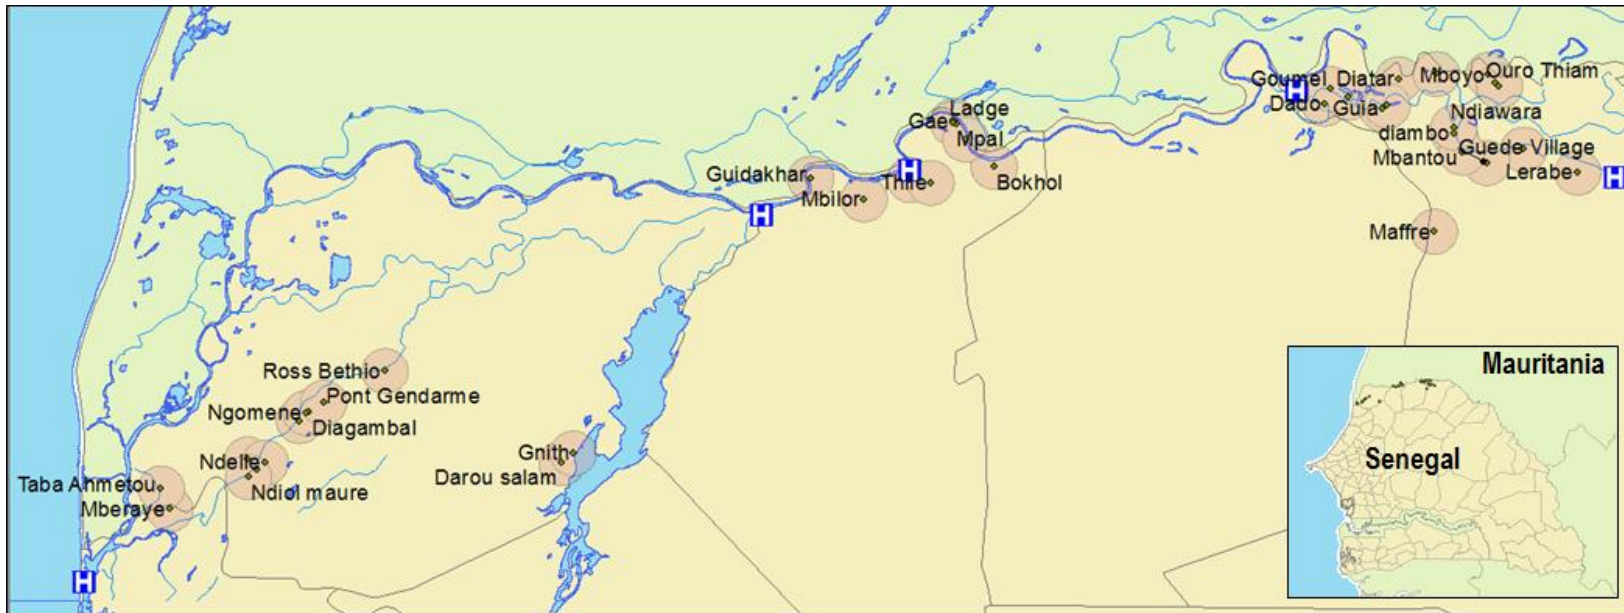 Goumel Diatar
Mboyo
Ouro Thiam
Ladge
Gae
H
Dado
Guia
Ndiawara
Mpal
diambo
Guede Village
Mbantou
Guidakhar
H
Thile
Bokhol
Lerabe
H
Mbilor
H
Maffre
Ross Bethio
Mauritania
Pont Gendarme
Ngomene
Diagambal
Gnith
Ndelle
Senegal
Darou salam
Taba Ahmetou
Ndiol maure
Mberaye
H